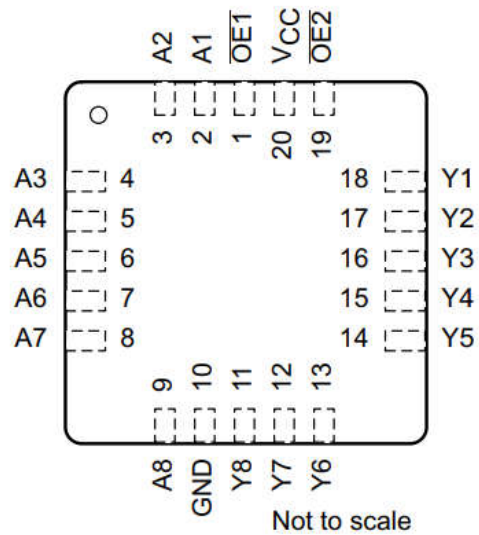 A2 A1 O̅E̅1̅ VCC O̅E̅2̅
3 2 1 20 19
A3 4 18 Y1
A4 5 17 Y2
A5 6 16 Y3
A6 7 15 Y4
A7 8 14 Y5
9 10 11 12 13
A8 GND Y8 Y7 Y6
Not to scale